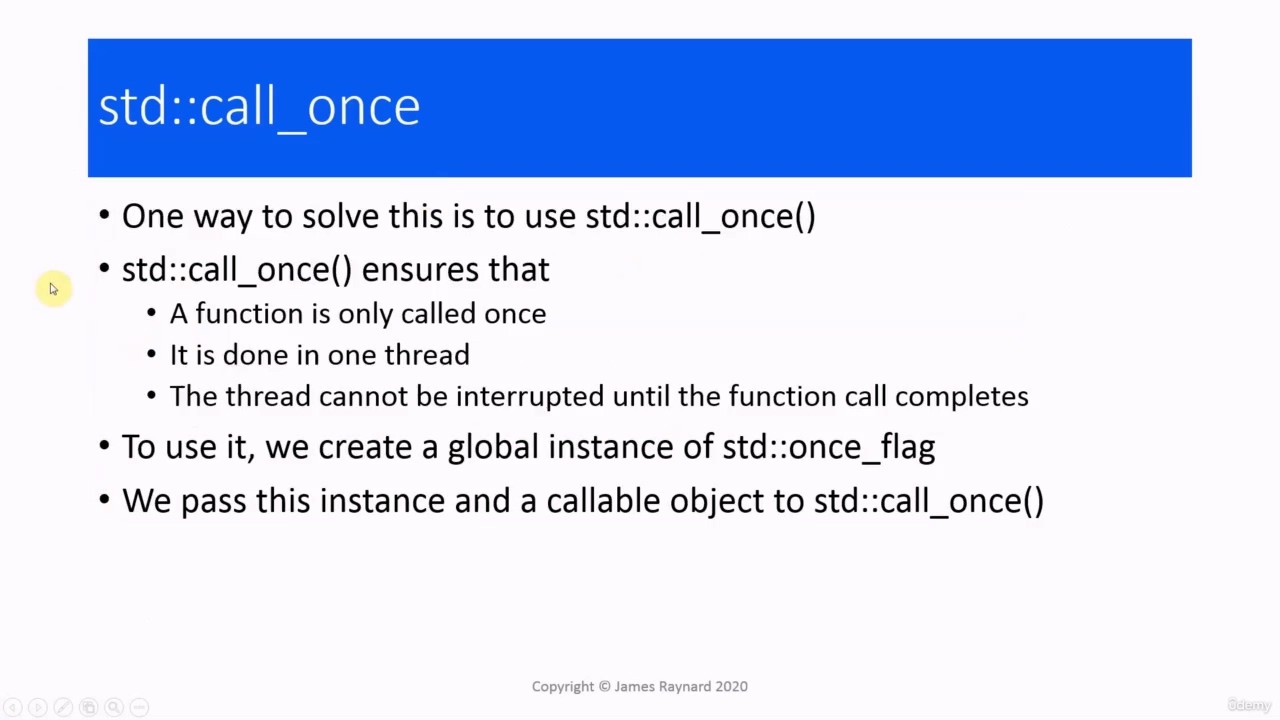 std::call_once
• One way to solve this is to use std::call_once()
• std::call_once() ensures that
• A function is only called once
• It is done in one thread
• The thread cannot be interrupted until the function call completes
• To use it, we create a global instance of std::once_flag
• We pass this instance and a callable object to std::call_once()
Copyright © James Raynard 2020
ûdemy